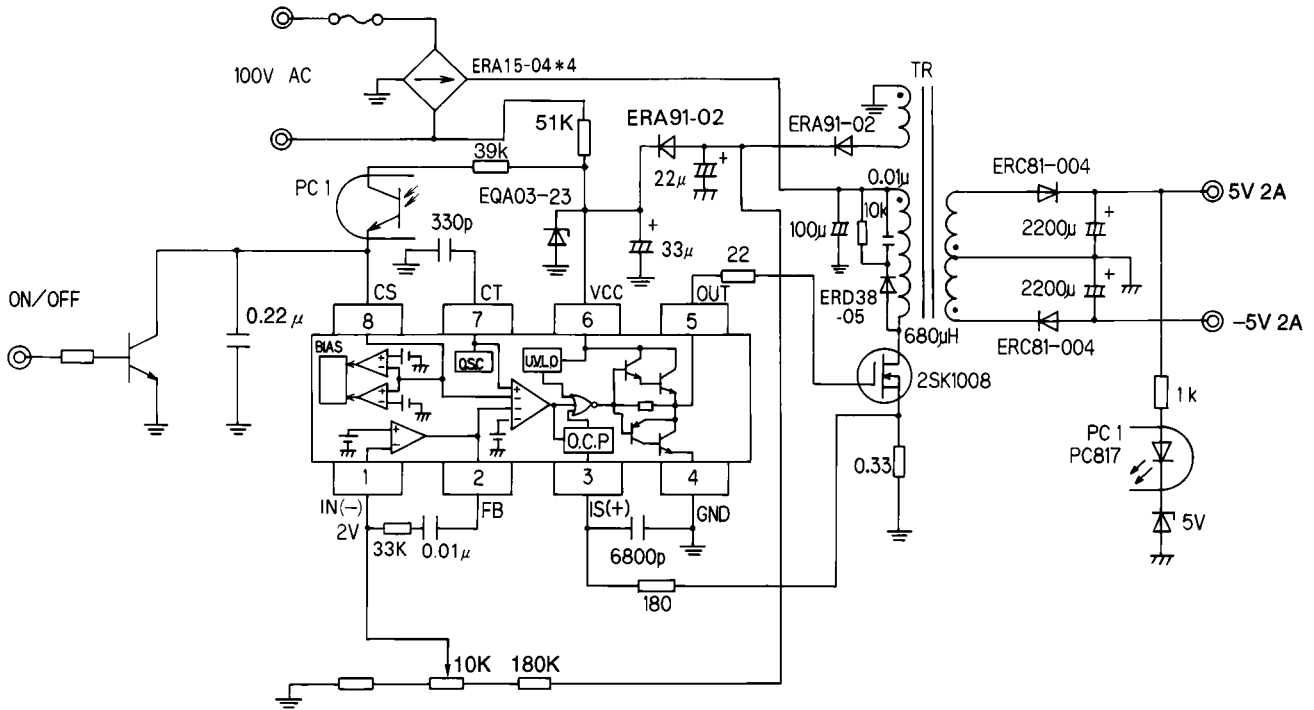 100V AC
ERA15-04*4
TR
51K
ERA91-02
ERA91-02
39k
PC 1
EQA03-23
22μ
+
0.01μ
10k
100μ
ERC81-004
5V 2A
2200μ
+
330p
33μ
+
22
ERD38
-05
680μH
2200μ
+
-5V 2A
ERC81-004
ON/OFF
0.22μ
CS
CT
VCC
OUT
8
7
6
5
BIAS
O.S.C
U.V.L.O
O.C.P
2SK1008
1k
PC 1
PC817
5V
0.33
1
2
3
4
IN(-)
FB
IS(+)
GND
2V
33K
0.01μ
6800p
180
10K
180K